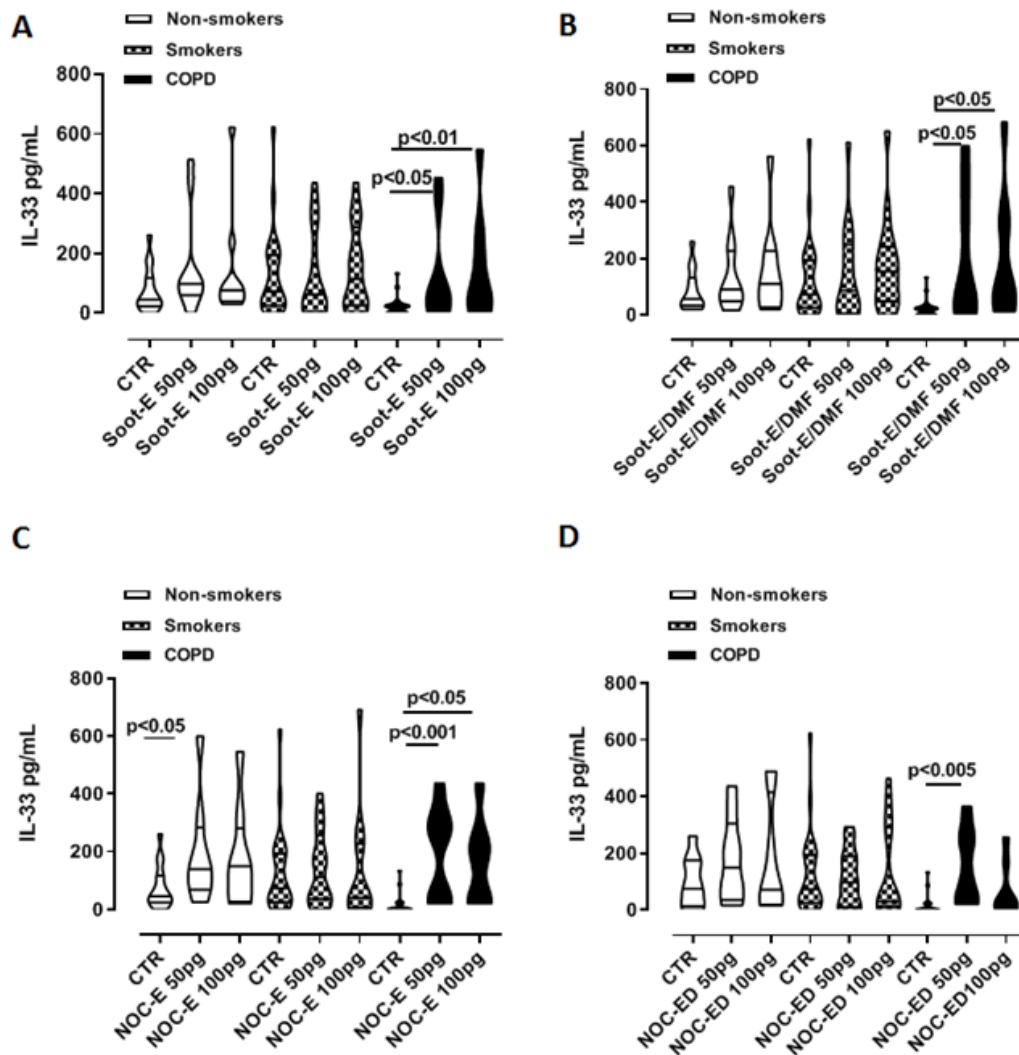 A
Non-smokers
Smokers
COPD
IL-33 pg/mL
800
600
400
200
0
p<0.01
p<0.05
CTR
Soot-E 50pg
Soot-E 100pg
CTR
Soot-E 50pg
Soot-E 100pg
CTR
Soot-E 50pg
Soot-E 100pg
B
Non-smokers
Smokers
COPD
IL-33 pg/mL
800
600
400
200
0
p<0.05
p<0.05
CTR
Soot-E/DMF 50pg
Soot-E/DMF 100pg
CTR
Soot-E/DMF 50pg
Soot-E/DMF 100pg
CTR
Soot-E/DMF 50pg
Soot-E/DMF 100pg
C
Non-smokers
Smokers
COPD
IL-33 pg/mL
800
600
400
200
0
p<0.05
p<0.05
p<0.001
CTR
NOC-E 50pg
NOC-E 100pg
CTR
NOC-E 50pg
NOC-E 100pg
CTR
NOC-E 50pg
NOC-E 100pg
D
Non-smokers
Smokers
COPD
IIL-33 pg/mL
800
600
400
200
0
p<0.005
CTR
NOC-ED 50pg
NOC-ED 100pg
CTR
NOC-ED 50pg
NOC-ED 100pg
CTR
NOC-ED 50pg
NOC-ED100pg